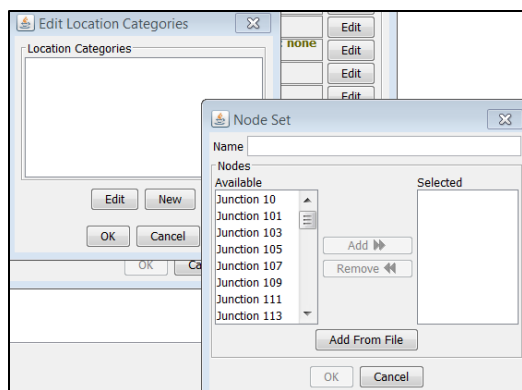 Edit Location Categories
Edit
Location Categories
none
Edit
Edit
Edit
Node Set
Name
Nodes
Available
Selected
Junction 10
Junction 101
Junction 103
Junction 105
Junction 107
Junction 109
Junction 111
Junction 113
Add
Remove
Add From File
OK
Cancel
Edit
New
OK
Cancel
OK